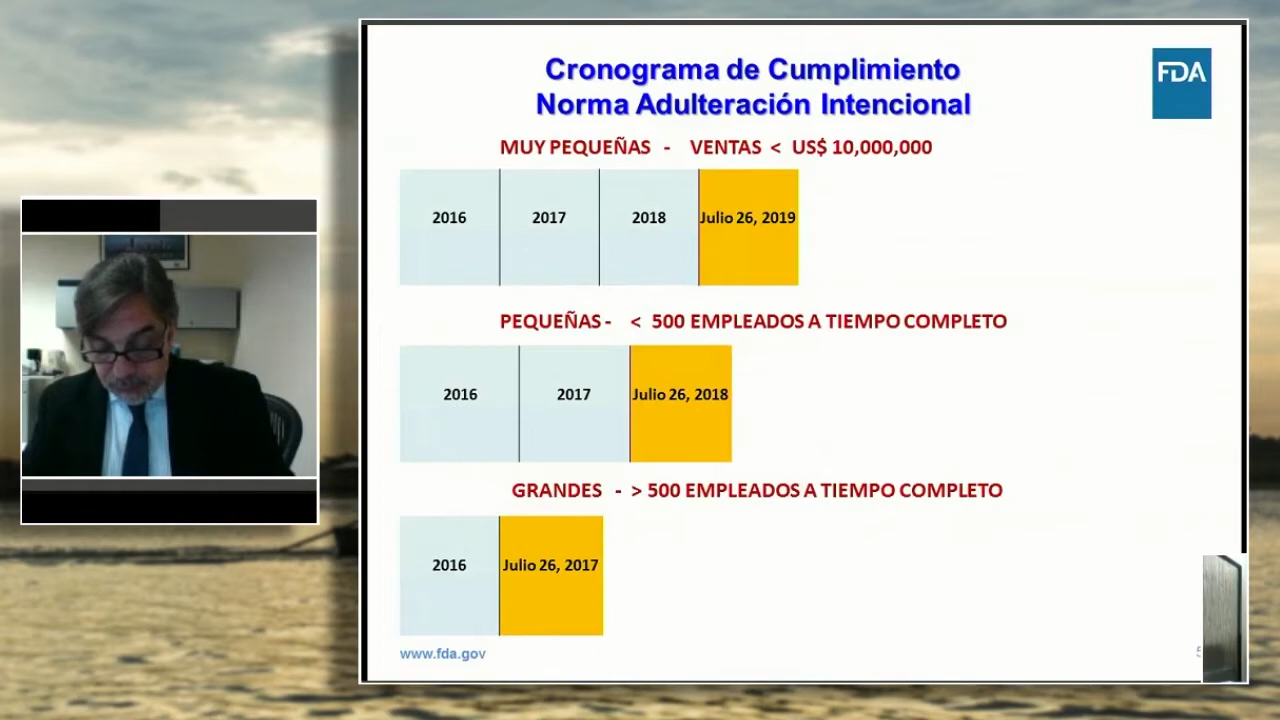 Cronograma de Cumplimiento
Norma Adulteración Intencional
FDA
MUY PEQUEÑAS - VENTAS < US$ 10,000,000
2016 2017 2018 Julio 26, 2019
PEQUEÑAS - < 500 EMPLEADOS A TIEMPO COMPLETO
2016 2017 Julio 26, 2018
GRANDES - > 500 EMPLEADOS A TIEMPO COMPLETO
2016 Julio 26, 2017
www.fda.gov